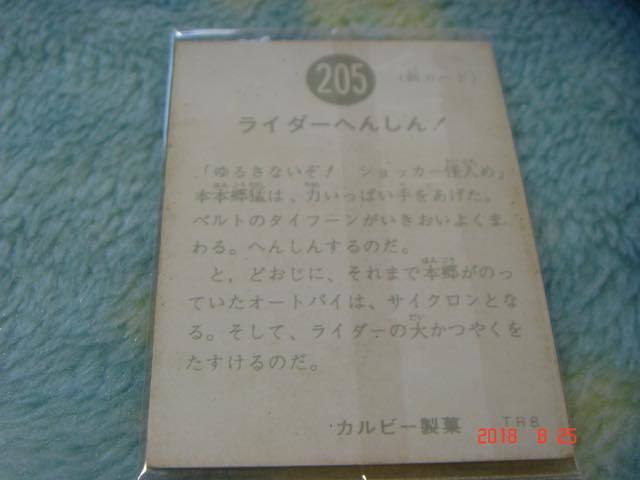 205
(新カード)
ライダーへんしん!
「ゆるさないぞ! ショッカー怪人め」
本本郷猛は、力いっぱい手をあげた。
ベルトのタイフーンがいきおいよくま
わる。へんしんするのだ。
と、どおじに、それまで本郷がのっ
ていたオートバイは、サイクロンとな
る。そして、ライダーの大かつやくを
たすけるのだ。
カルビー製菓 TR8
2018 8 25